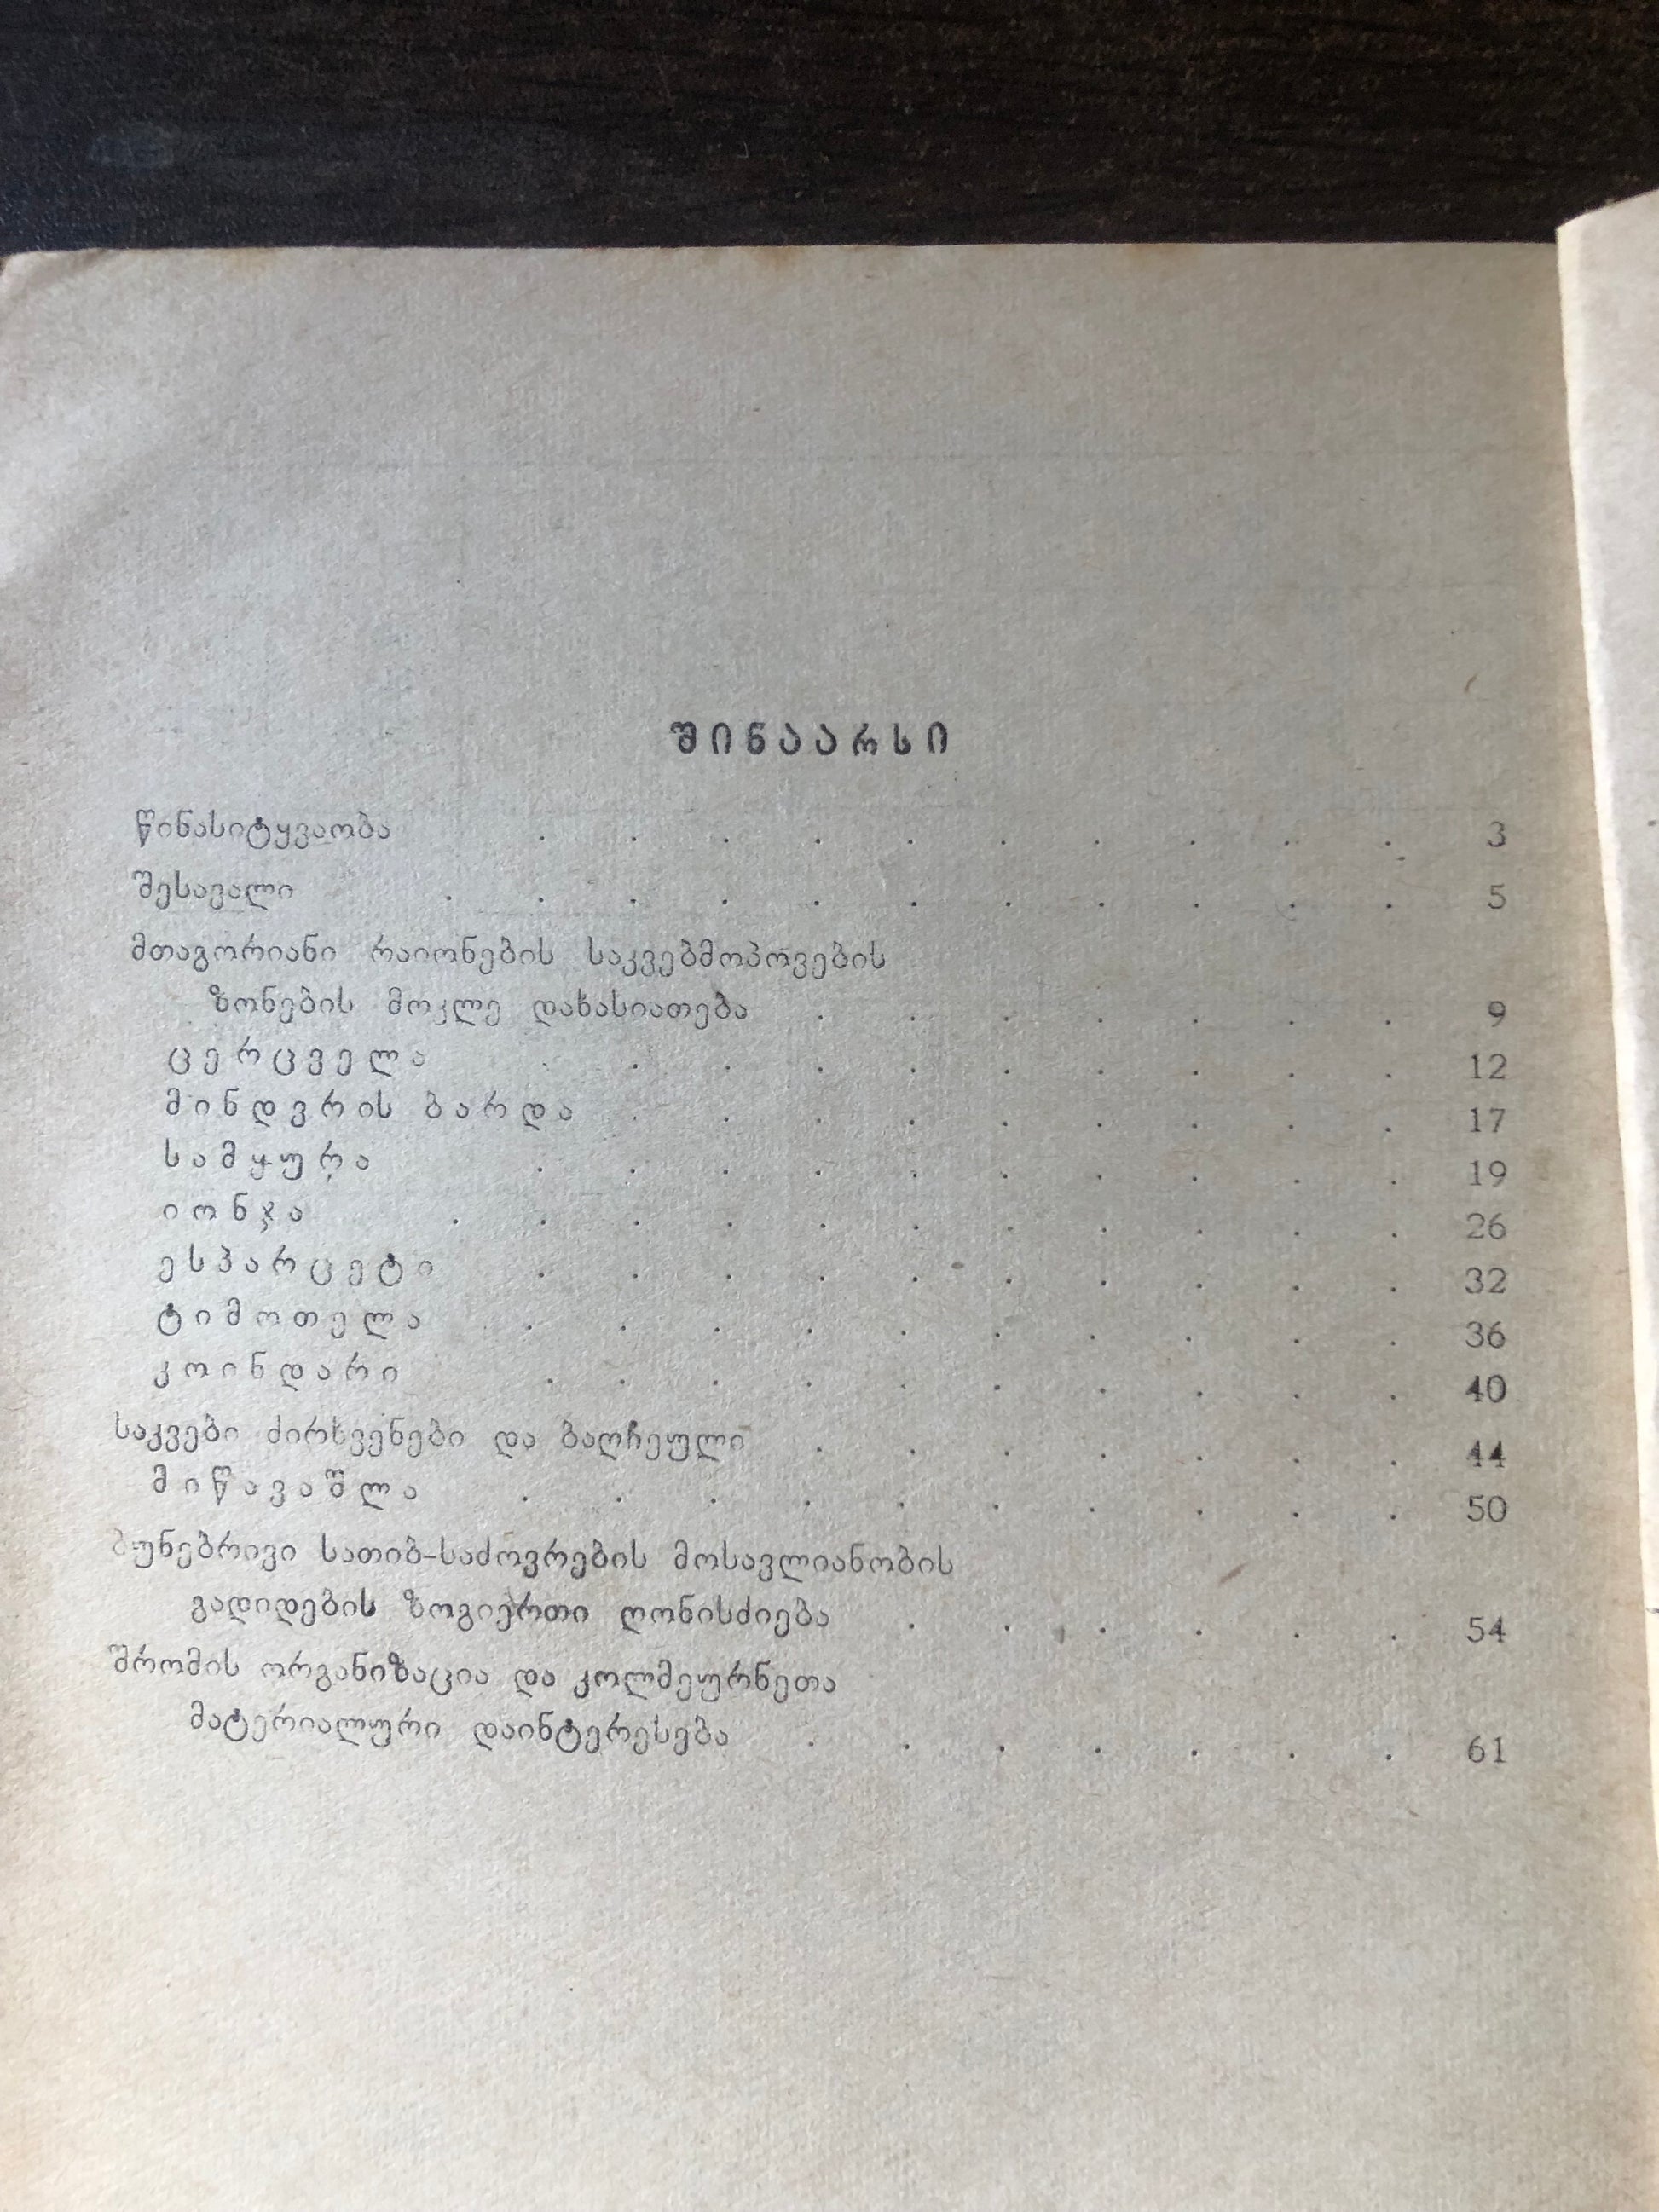 შინაარსი
წინასიტყვაობა . . . . . . . . . . 3
შესავალი . . . . . . . . . . . 5
მთაგორიანი რაიონების საკვებმოპოვების
ზონების მოკლე დახასიათება . . . . . . . 9
ცერცველა . . . . . . . . . . 12
მინდვრის ბარდა . . . . . . . . . 17
სამყურა . . . . . . . . . . 19
იონჯა . . . . . . . . . . . 26
ესპარცეტი . . . . . . . . . . 32
ტიმოთელა . . . . . . . . . . 36
კოინდარი . . . . . . . . . . 40
საკვები ძირხვენები და ბაღჩეული . . . . . . . 44
მიწავაშლა . . . . . . . . . . 50
ბუნებრივი სათიბ-საძოვრების მოსავლიანობის
გადიდების ზოგიერთი ღონისძიება . . . . . . 54
შრომის ორგანიზაცია და კოლმეურნეთა
მატერიალური დაინტერესება . . . . . . . 61